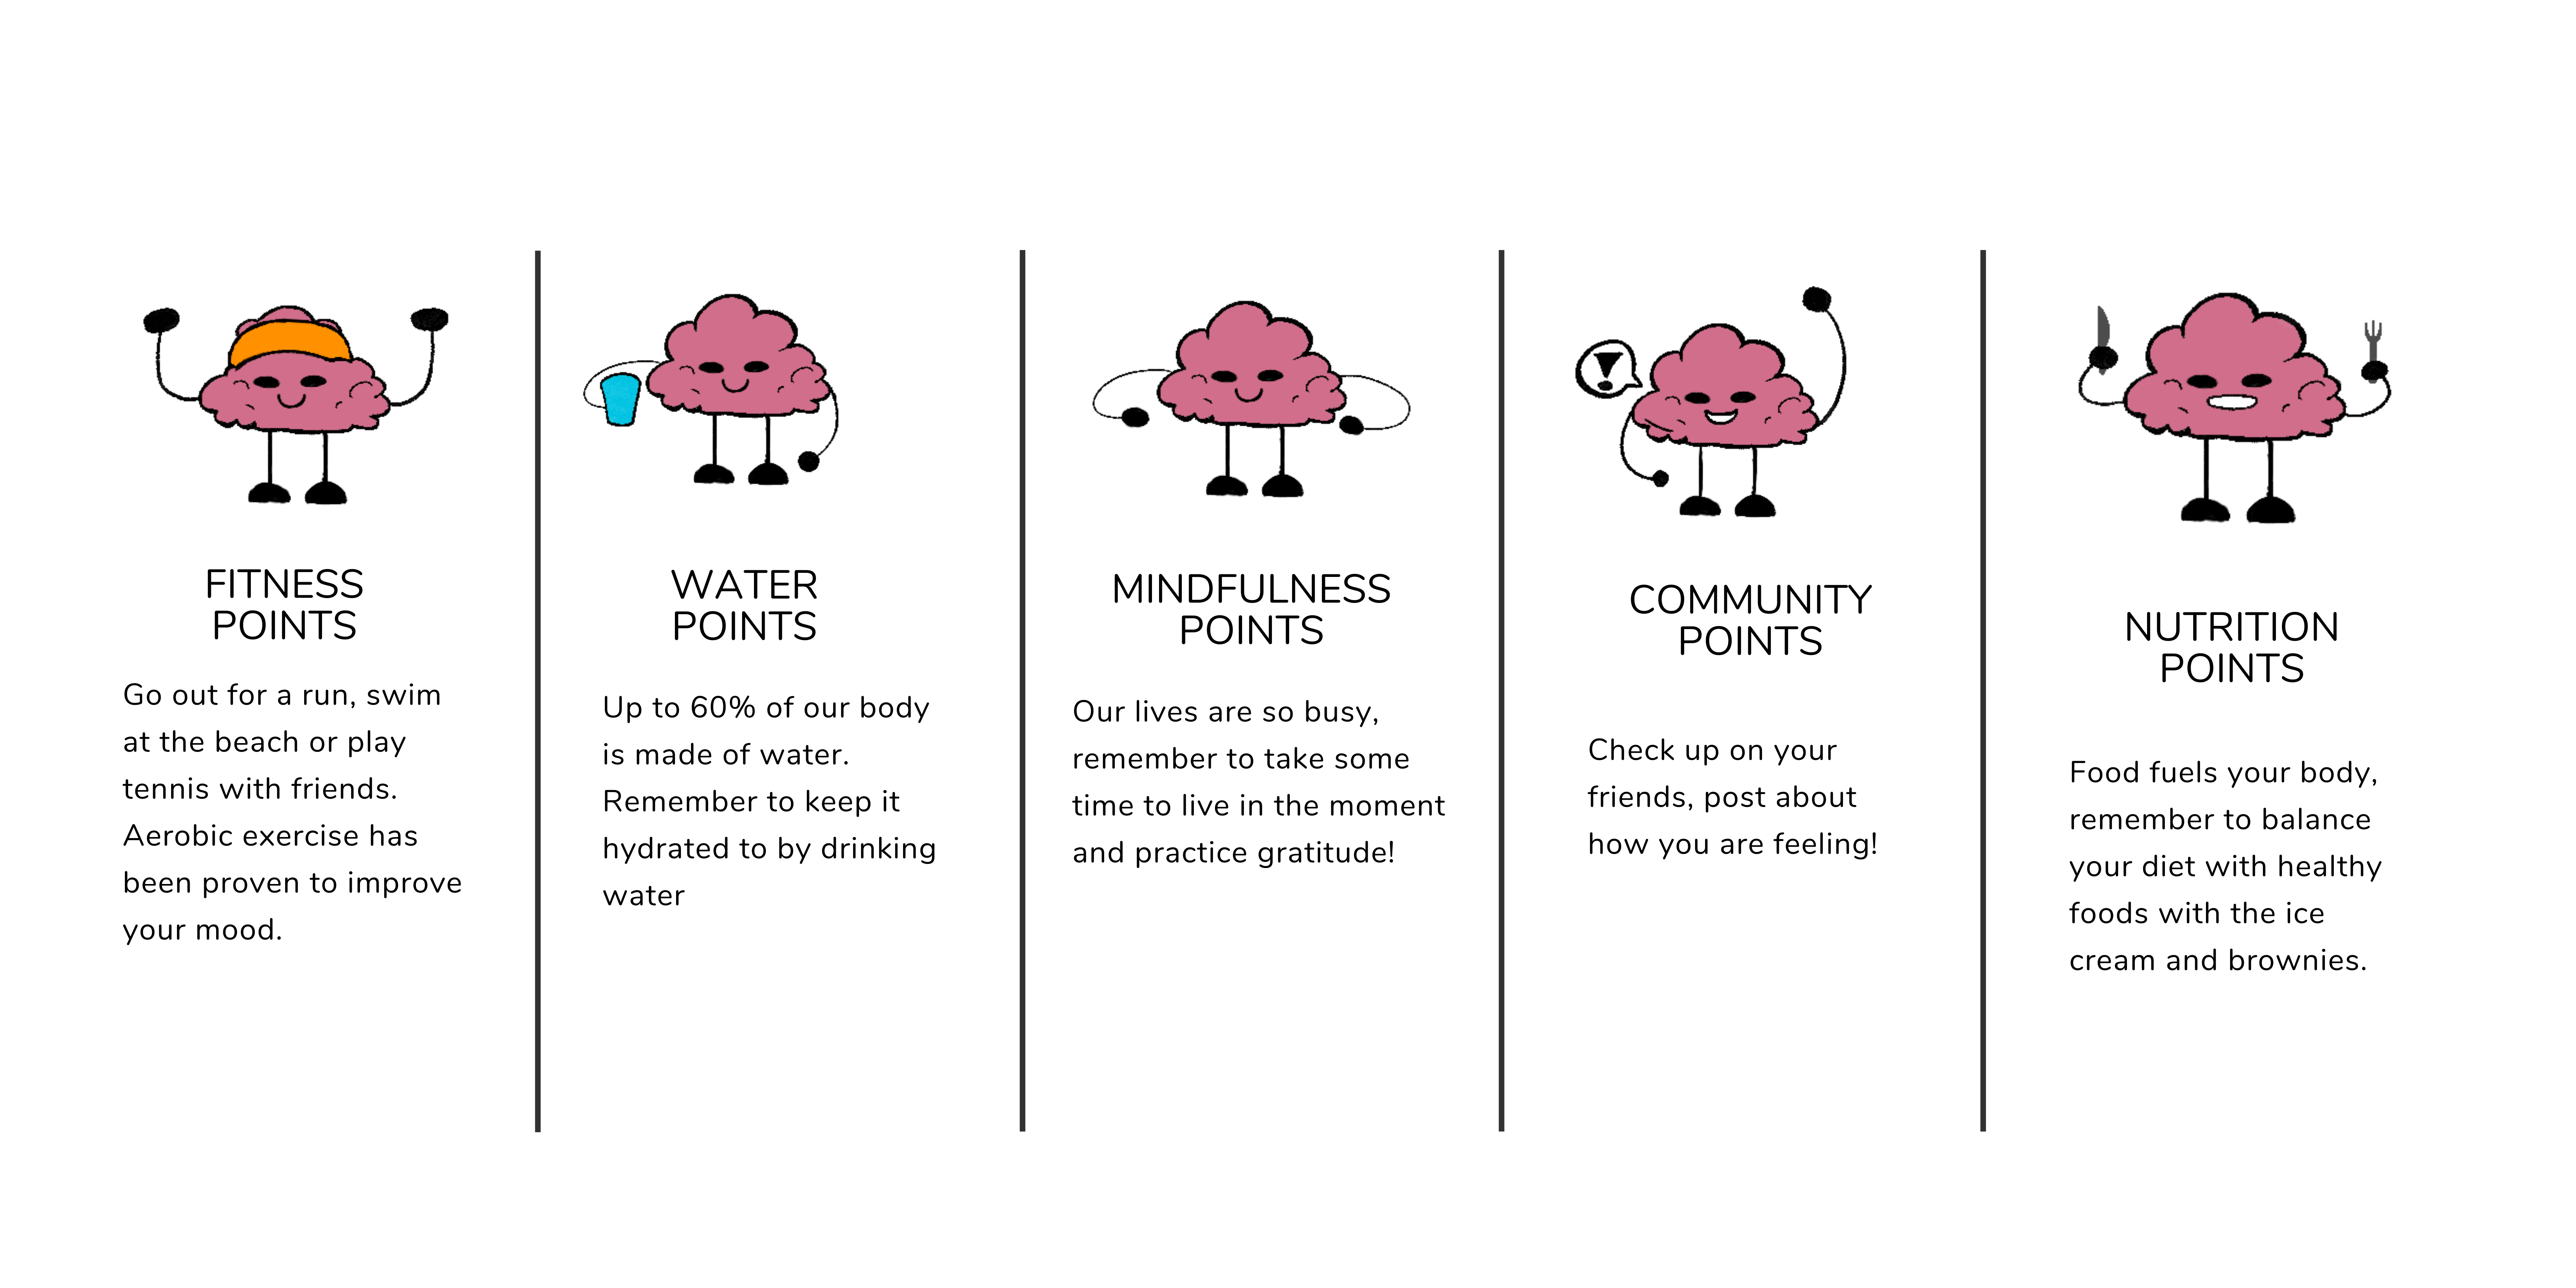 FITNESS
POINTS
Go out for a run, swim
at the beach or play
tennis with friends.
Aerobic exercise has
been proven to improve
your mood.
WATER
POINTS
Up to 60% of our body
is made of water.
Remember to keep it
hydrated to by drinking
water
MINDFULNESS
POINTS
Our lives are so busy,
remember to take some
time to live in the moment
and practice gratitude!
!
COMMUNITY
POINTS
Check up on your
friends, post about
how you are feeling!
NUTRITION
POINTS
Food fuels your body,
remember to balance
your diet with healthy
foods with the ice
cream and brownies.